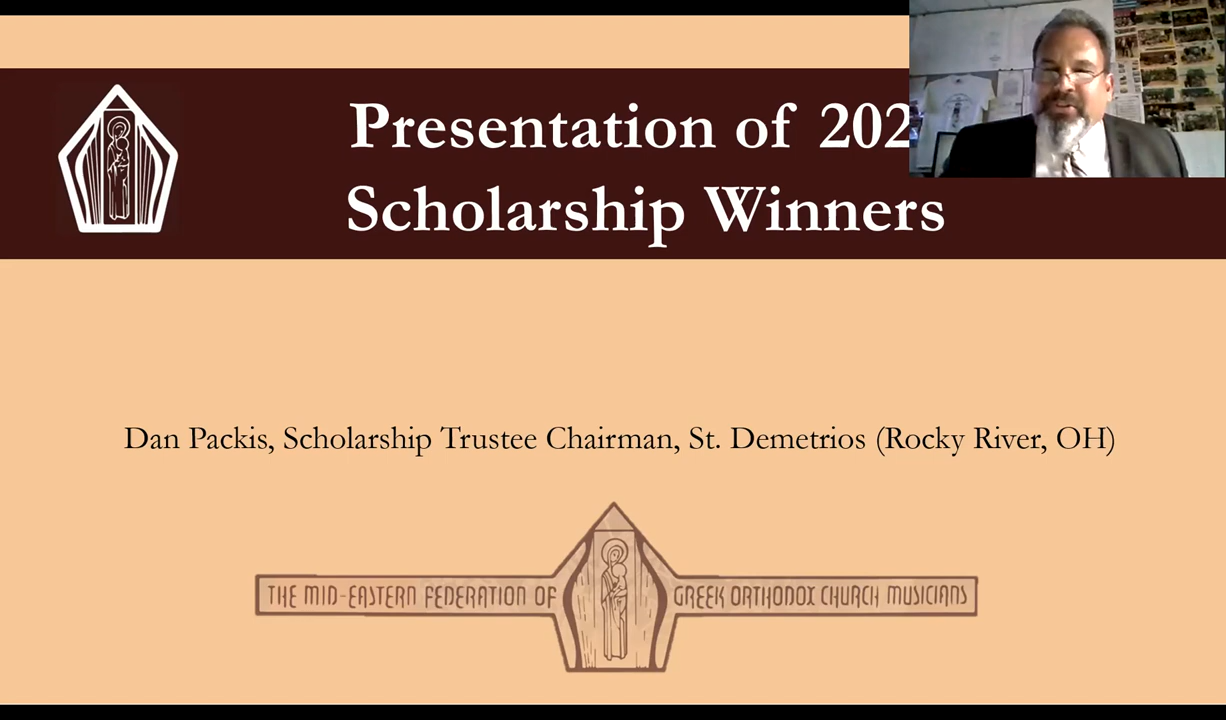 Presentation of 202
Scholarship Winners
Dan Packis, Scholarship Trustee Chairman, St. Demetrios (Rocky River, OH)
THE MID-EASTERN FEDERATION OF GREEK ORTHODOX CHURCH MUSICIANS